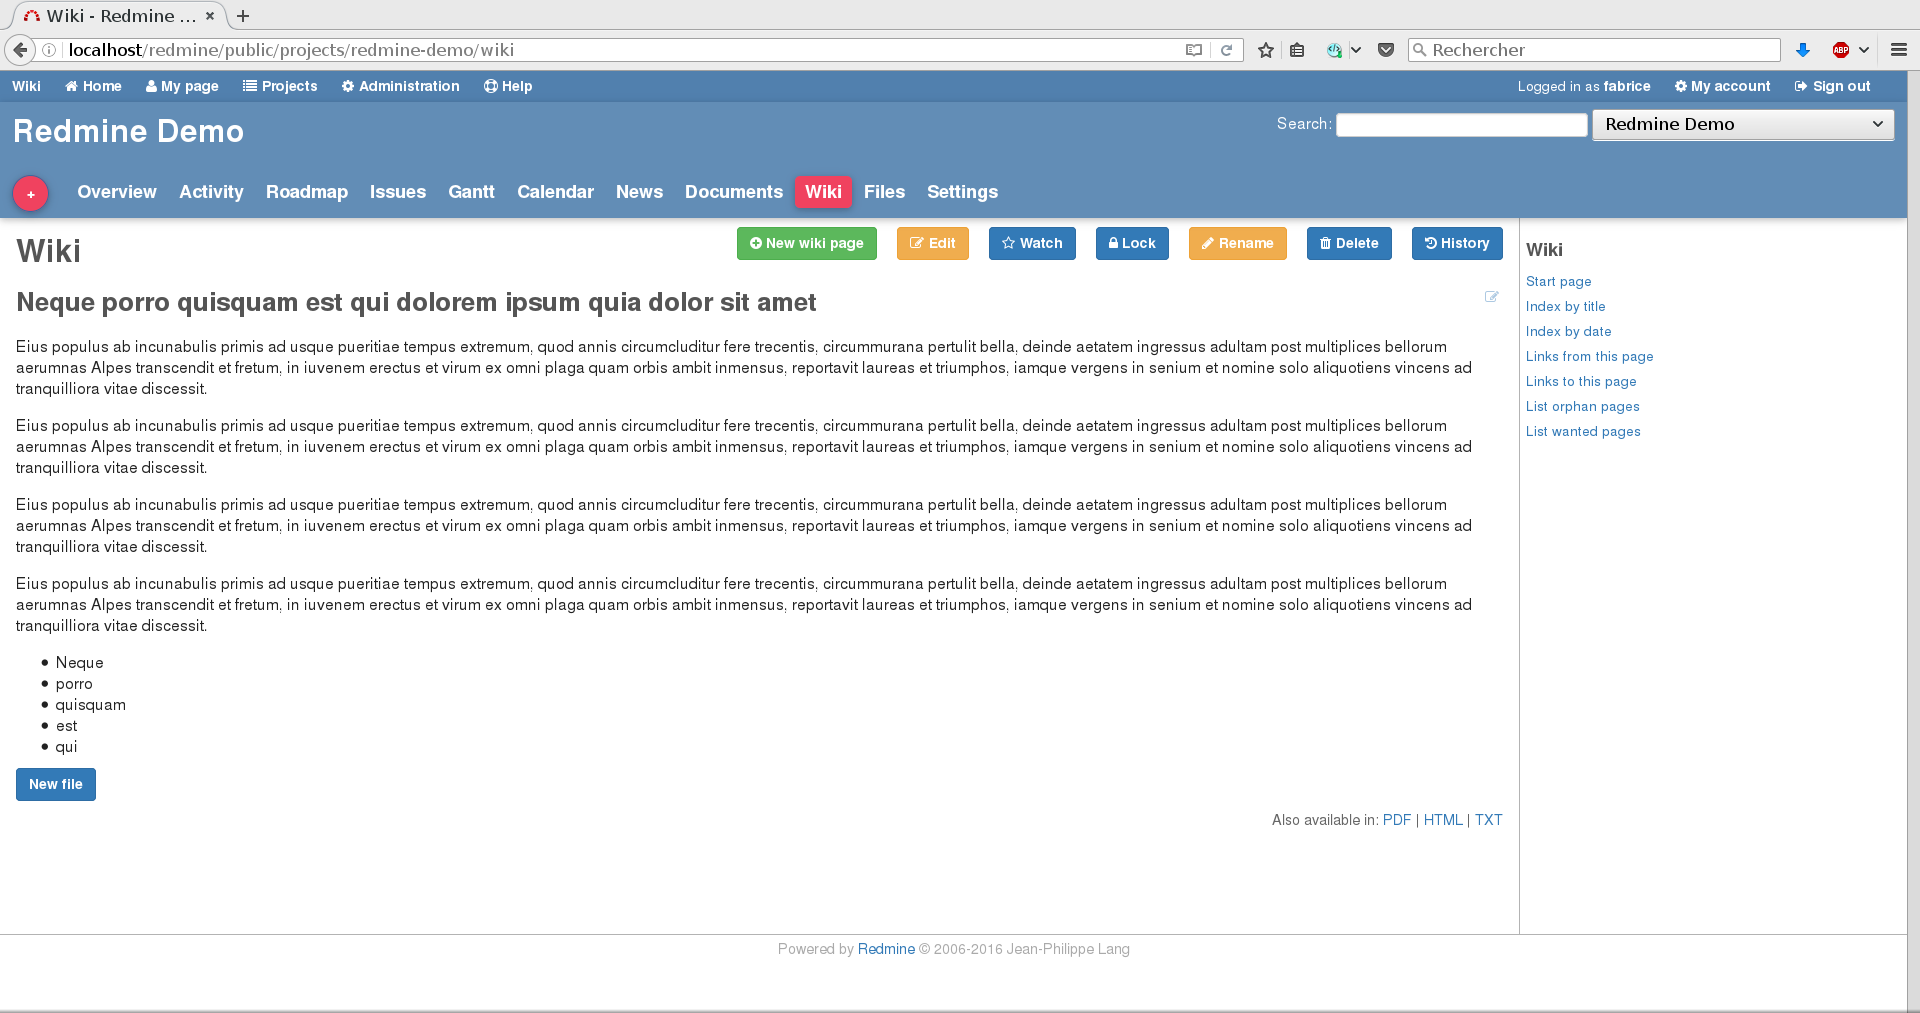 Wiki - Redmine ...
localhost/redmine/public/projects/redmine-demo/wiki
Rechercher
ABP
Wiki Home My page Projects Administration Help
Logged in as fabrice My account Sign out
Redmine Demo
Search:
Redmine Demo
+ Overview Activity Roadmap Issues Gantt Calendar News Documents Wiki Files Settings
Wiki
New wiki page Edit Watch Lock Rename Delete History
Neque porro quisquam est qui dolorem ipsum quia dolor sit amet
Eius populus ab incunabulis primis ad usque pueritiae tempus extremum, quod annis circumcluditur fere trecentis, circummurana pertulit bella, deinde aetatem ingressus adultam post multiplices bellorum
aerumnas Alpes transcendit et fretum, in iuvenem erectus et virum ex omni plaga quam orbis ambit inmensus, reportavit laureas et triumphos, iamque vergens in senium et nomine solo aliquotiens vincens ad
tranquilliora vitae discessit.
Eius populus ab incunabulis primis ad usque pueritiae tempus extremum, quod annis circumcluditur fere trecentis, circummurana pertulit bella, deinde aetatem ingressus adultam post multiplices bellorum
aerumnas Alpes transcendit et fretum, in iuvenem erectus et virum ex omni plaga quam orbis ambit inmensus, reportavit laureas et triumphos, iamque vergens in senium et nomine solo aliquotiens vincens ad
tranquilliora vitae discessit.
Eius populus ab incunabulis primis ad usque pueritiae tempus extremum, quod annis circumcluditur fere trecentis, circummurana pertulit bella, deinde aetatem ingressus adultam post multiplices bellorum
aerumnas Alpes transcendit et fretum, in iuvenem erectus et virum ex omni plaga quam orbis ambit inmensus, reportavit laureas et triumphos, iamque vergens in senium et nomine solo aliquotiens vincens ad
tranquilliora vitae discessit.
Eius populus ab incunabulis primis ad usque pueritiae tempus extremum, quod annis circumcluditur fere trecentis, circummurana pertulit bella, deinde aetatem ingressus adultam post multiplices bellorum
aerumnas Alpes transcendit et fretum, in iuvenem erectus et virum ex omni plaga quam orbis ambit inmensus, reportavit laureas et triumphos, iamque vergens in senium et nomine solo aliquotiens vincens ad
tranquilliora vitae discessit.
• Neque
• porro
• quisquam
• est
• qui
New file
Also available in: PDF | HTML | TXT
Wiki
Start page
Index by title
Index by date
Links from this page
Links to this page
List orphan pages
List wanted pages
Powered by Redmine © 2006-2016 Jean-Philippe Lang